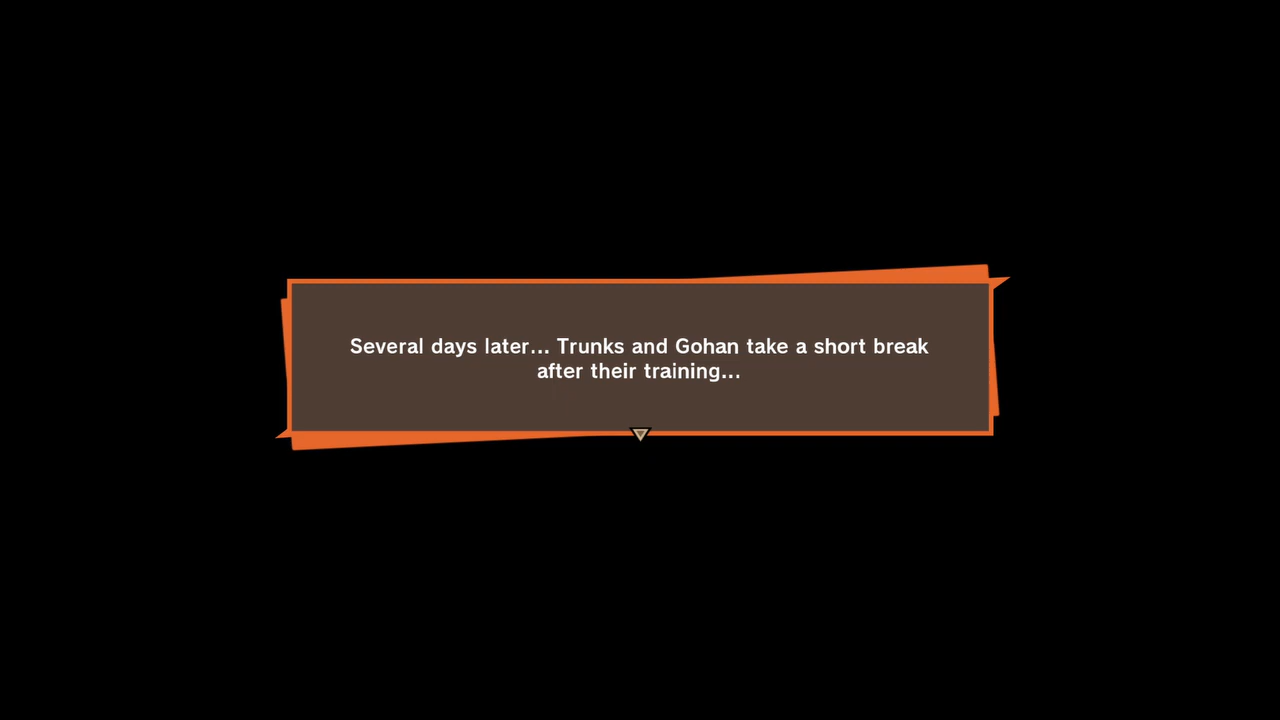 Several days later... Trunks and Gohan take a short break
after their training...